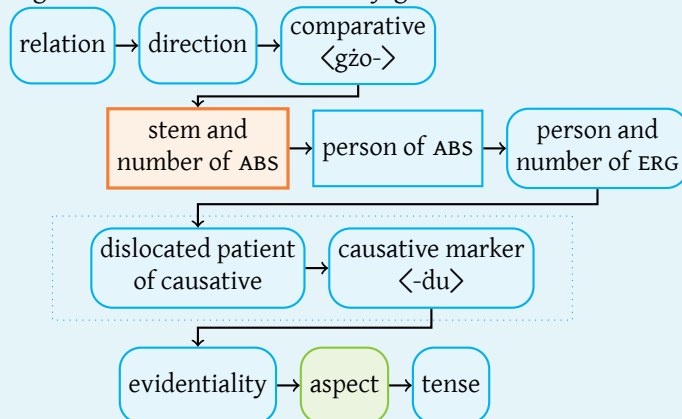 relation
direction
comparative
⟨gżo-⟩
stem and
number of ABS
person of ABS
person and
number of ERG
dislocated patient
of causative
causative marker
⟨-du⟩
evidentiality
aspect
tense